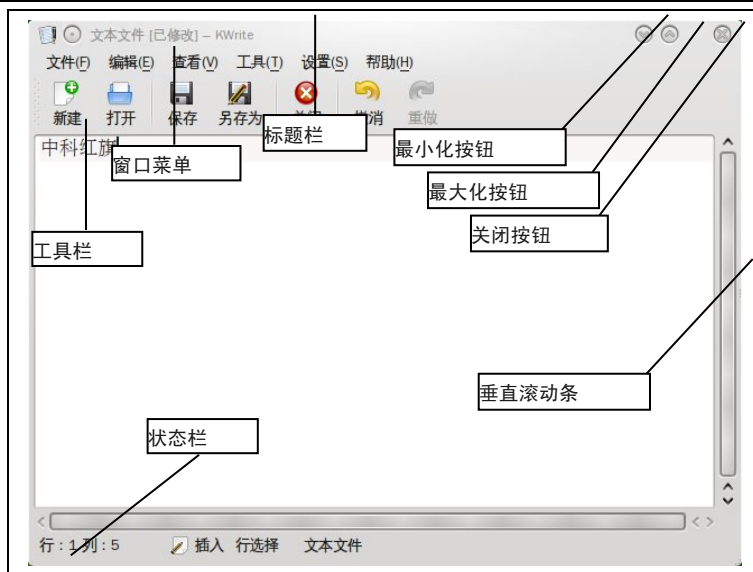 文本文件 [已修改] – KWrite
文件(F) 编辑(E) 查看(V) 工具(T) 设置(S) 帮助(H)
新建 打开 保存 另存为 消 重做
标题栏
中科红旗
最小化按钮
窗口菜单
最大化按钮
关闭按钮
工具栏
垂直滚动条
状态栏
行 : 1 列 : 5 插入 行选择 文本文件